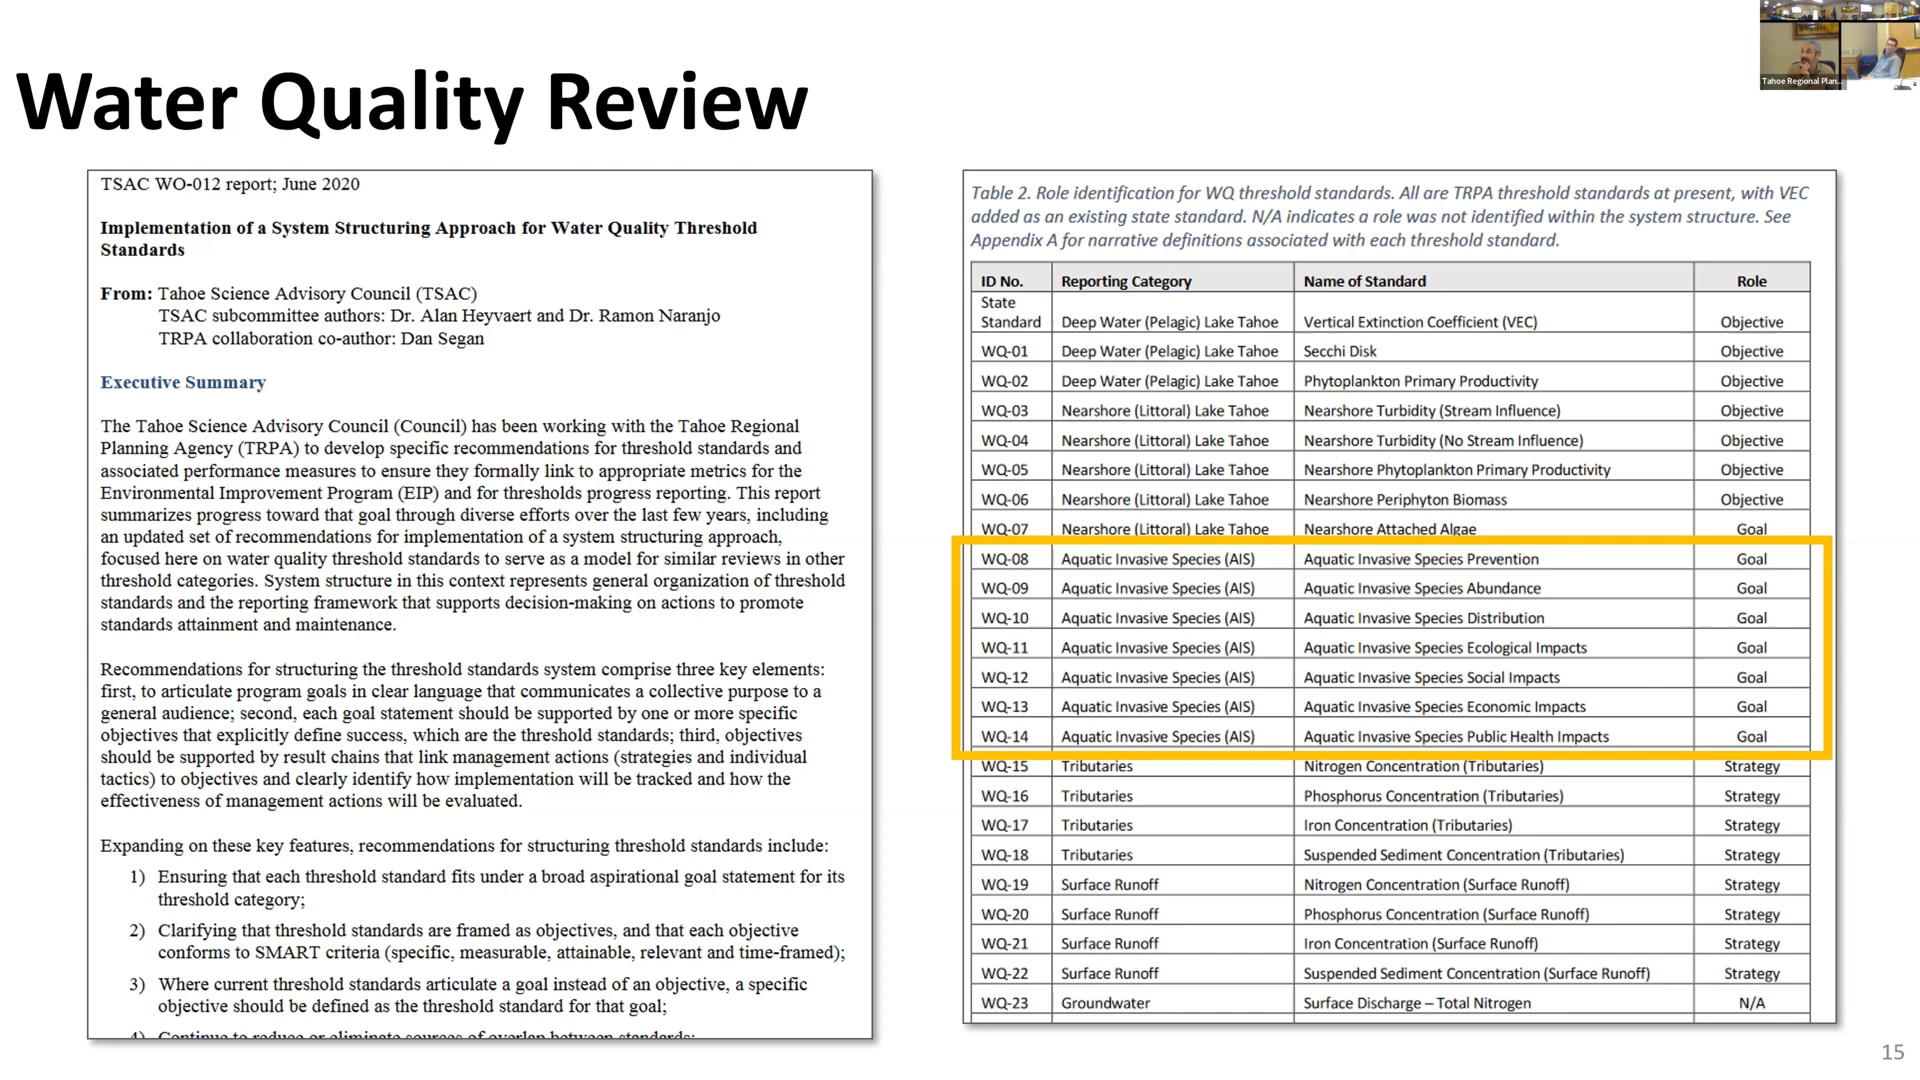 Water Quality Review
TSAC WO-012 report; June 2020
Implementation of a System Structuring Approach for Water Quality Threshold
Standards
From: Tahoe Science Advisory Council (TSAC)
TSAC subcommittee authors: Dr. Alan Heyvaert and Dr. Ramon Naranjo
TRPA collaboration co-author: Dan Segan
Executive Summary
The Tahoe Science Advisory Council (Council) has been working with the Tahoe Regional
Planning Agency (TRPA) to develop specific recommendations for threshold standards and
associated performance measures to ensure they formally link to appropriate metrics for the
Environmental Improvement Program (EIP) and for thresholds progress reporting. This report
summarizes progress toward that goal through diverse efforts over the last few years, including
an updated set of recommendations for implementation of a system structuring approach,
focused here on water quality threshold standards to serve as a model for similar reviews in other
threshold categories. System structure in this context represents general organization of threshold
standards and the reporting framework that supports decision-making on actions to promote
standards attainment and maintenance.
Recommendations for structuring the threshold standards system comprise three key elements:
first, to articulate program goals in clear language that communicates a collective purpose to a
general audience; second, each goal statement should be supported by one or more specific
objectives that explicitly define success, which are the threshold standards; third, objectives
should be supported by result chains that link management actions (strategies and individual
tactics) to objectives and clearly identify how implementation will be tracked and how the
effectiveness of management actions will be evaluated.
Expanding on these key features, recommendations for structuring threshold standards include:
1) Ensuring that each threshold standard fits under a broad aspirational goal statement for its
threshold category;
2) Clarifying that threshold standards are framed as objectives, and that each objective
conforms to SMART criteria (specific, measurable, attainable, relevant and time-framed);
3) Where current threshold standards articulate a goal instead of an objective, a specific
objective should be defined as the threshold standard for that goal;
4) Continue to reduce or eliminate sources of overlap between standards;
Table 2. Role identification for WQ threshold standards. All are TRPA threshold standards at present, with VEC
added as an existing state standard. N/A indicates a role was not identified within the system structure. See
Appendix A for narrative definitions associated with each threshold standard.
ID No. Reporting Category Name of Standard Role
State
Standard Deep Water (Pelagic) Lake Tahoe Vertical Extinction Coefficient (VEC) Objective
WQ-01 Deep Water (Pelagic) Lake Tahoe Secchi Disk Objective
WQ-02 Deep Water (Pelagic) Lake Tahoe Phytoplankton Primary Productivity Objective
WQ-03 Nearshore (Littoral) Lake Tahoe Nearshore Turbidity (Stream Influence) Objective
WQ-04 Nearshore (Littoral) Lake Tahoe Nearshore Turbidity (No Stream Influence) Objective
WQ-05 Nearshore (Littoral) Lake Tahoe Nearshore Phytoplankton Primary Productivity Objective
WQ-06 Nearshore (Littoral) Lake Tahoe Nearshore Periphyton Biomass Objective
WQ-07 Nearshore (Littoral) Lake Tahoe Nearshore Attached Algae Goal
WQ-08 Aquatic Invasive Species (AIS) Aquatic Invasive Species Prevention Goal
WQ-09 Aquatic Invasive Species (AIS) Aquatic Invasive Species Abundance Goal
WQ-10 Aquatic Invasive Species (AIS) Aquatic Invasive Species Distribution Goal
WQ-11 Aquatic Invasive Species (AIS) Aquatic Invasive Species Ecological Impacts Goal
WQ-12 Aquatic Invasive Species (AIS) Aquatic Invasive Species Social Impacts Goal
WQ-13 Aquatic Invasive Species (AIS) Aquatic Invasive Species Economic Impacts Goal
WQ-14 Aquatic Invasive Species (AIS) Aquatic Invasive Species Public Health Impacts Goal
WQ-15 Tributaries Nitrogen Concentration (Tributaries) Strategy
WQ-16 Tributaries Phosphorus Concentration (Tributaries) Strategy
WQ-17 Tributaries Iron Concentration (Tributaries) Strategy
WQ-18 Tributaries Suspended Sediment Concentration (Tributaries) Strategy
WQ-19 Surface Runoff Nitrogen Concentration (Surface Runoff) Strategy
WQ-20 Surface Runoff Phosphorus Concentration (Surface Runoff) Strategy
WQ-21 Surface Runoff Iron Concentration (Surface Runoff) Strategy
WQ-22 Surface Runoff Suspended Sediment Concentration (Surface Runoff) Strategy
WQ-23 Groundwater Surface Discharge – Total Nitrogen N/A
Tahoe Regional Plan...
15